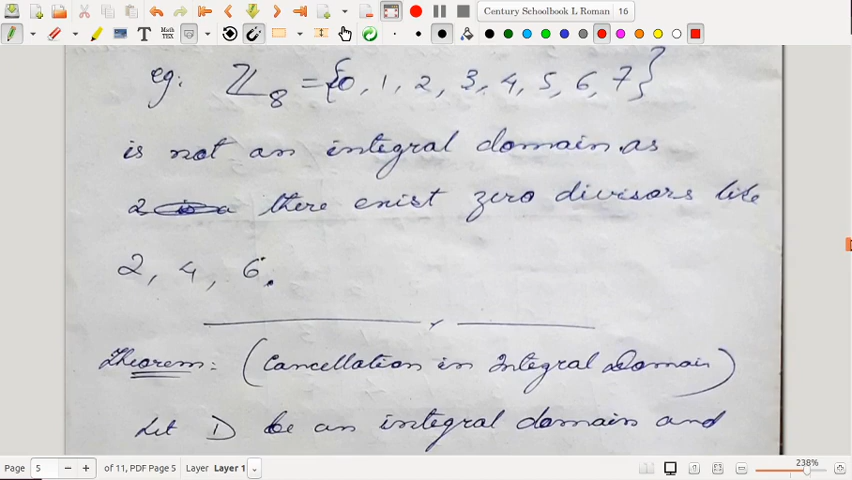 Century Schoolbook L Roman 16
T Math TEX
eg: ℤ8 = {0, 1, 2, 3, 4, 5, 6, 7}
is not an integral domain as
there exist zero divisors like
2, 4, 6.
Theorem: (Cancellation in Integral Domain)
Let D be an integral domain and
Page 5 of 11, PDF Page 5 Layer Layer 1 238%